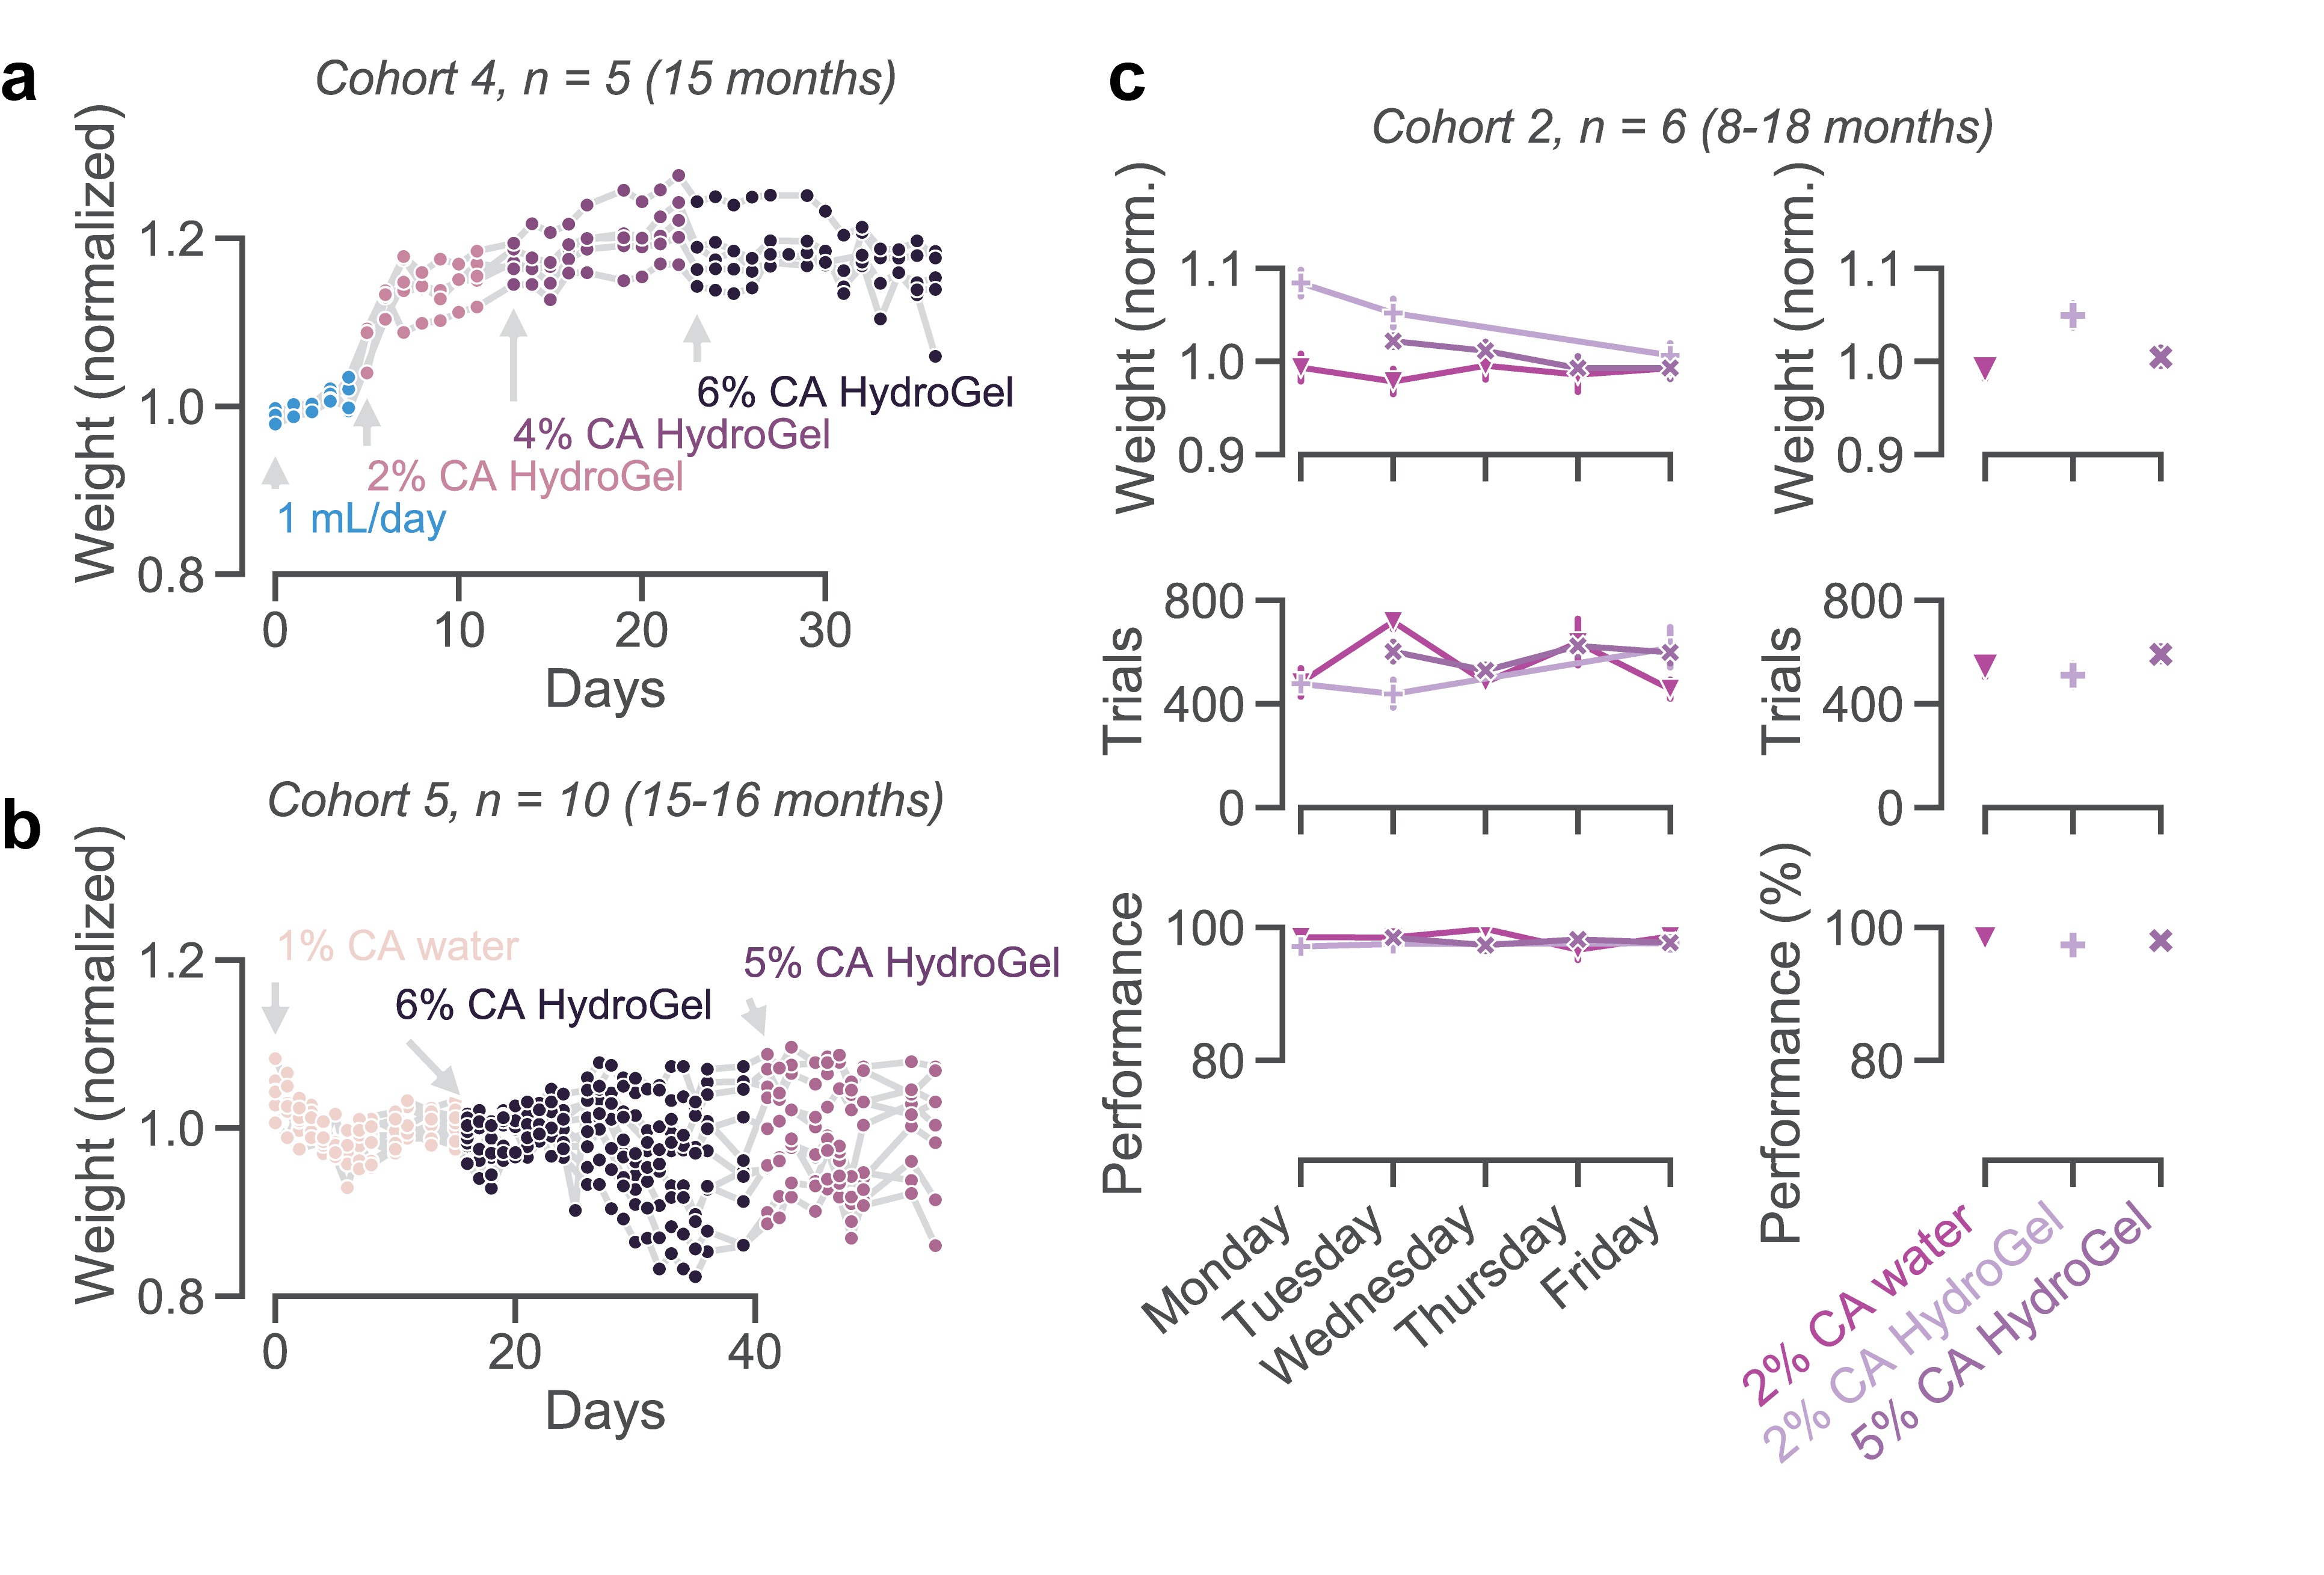 a
Cohort 4, n = 5 (15 months)
Weight (normalized)
1.2
1.0
0.8
6% CA HydroGel
4% CA HydroGel
2% CA HydroGel
1 mL/day
0
10
20
30
Days
b
Cohort 5, n = 10 (15-16 months)
Weight (normalized)
1.2
1.0
0.8
1% CA water
6% CA HydroGel
5% CA HydroGel
0
20
40
Days
c
Cohort 2, n = 6 (8-18 months)
Weight (norm.)
1.1
1.0
0.9
Weight (norm.)
1.1
1.0
0.9
Trials
800
400
0
Trials
800
400
0
Performance
100
80
Performance (%)
100
80
Monday
Tuesday
Wednesday
Thursday
Friday
2% CA water
2% CA HydroGel
5% CA HydroGel